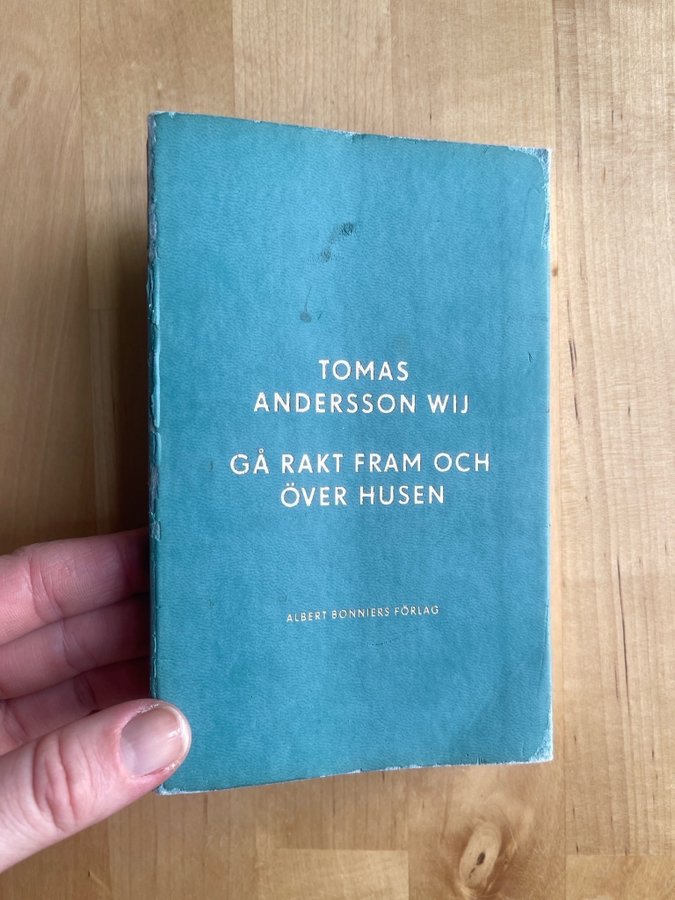 TOMAS
ANDERSSON WIJ
GÅ RAKT FRAM OCH
ÖVER HUSEN
ALBERT BONNIERS FÖRLAG